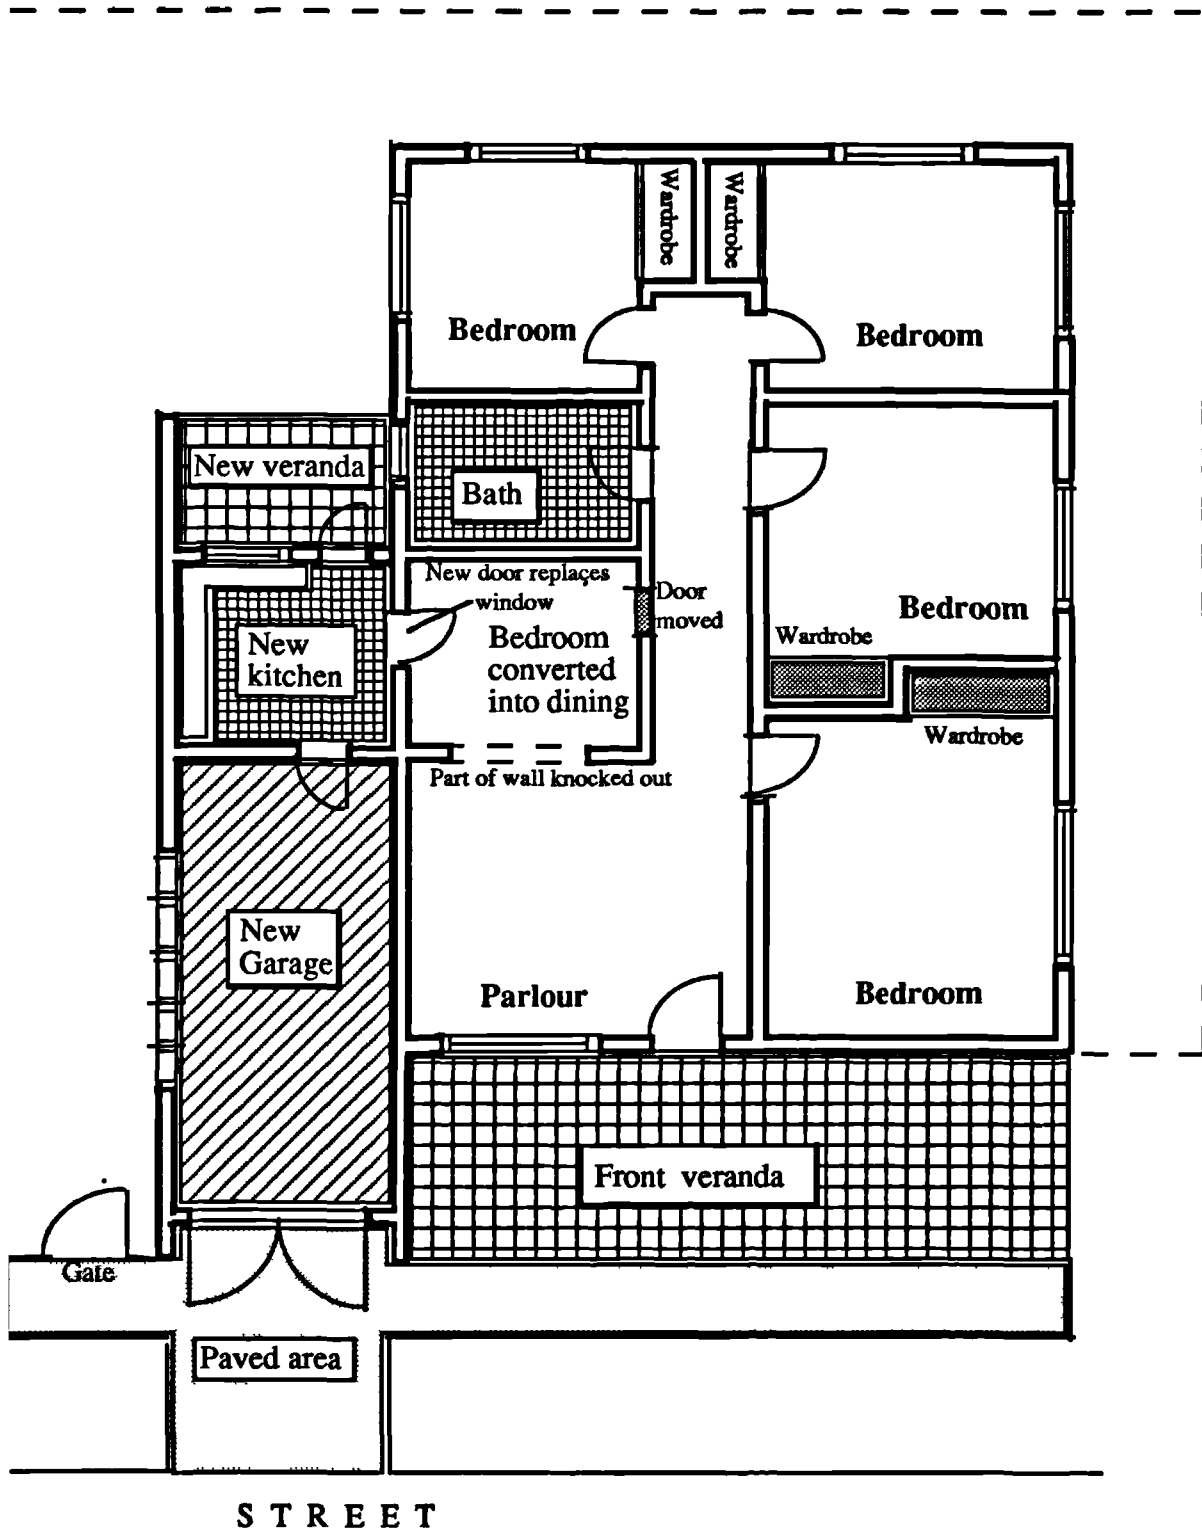 Wardrobe
Wardrobe
Bedroom
Bedroom
New veranda
Bath
New door replaces
window
Door
moved
Bedroom
converted
into dining
New
kitchen
Bedroom
Wardrobe
Wardrobe
Part of wall knocked out
New
Garage
Parlour
Bedroom
Front veranda
Gate
Paved area
STREET